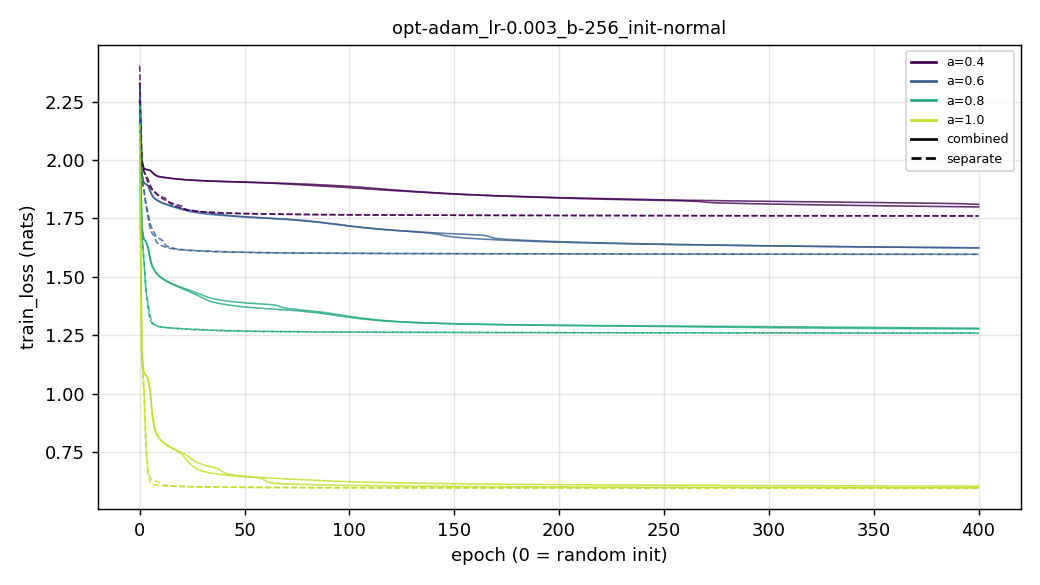 opt-adam_lr-0.003_b-256_init-normal
train_loss (nats)
2.25
2.00
1.75
1.50
1.25
1.00
0.75
a=0.4
a=0.6
a=0.8
a=1.0
combined
separate
0 50 100 150 200 250 300 350 400
epoch (0 = random init)